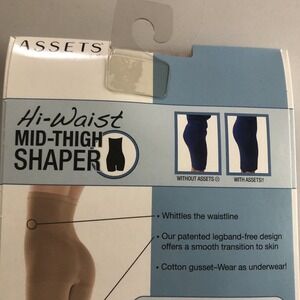 ASSETS
Hi-Waist
MID-THIGH
SHAPER
WITHOUT ASSETS ☹
WITH ASSETS!!
• Whittles the waistline
• Our patented legband-free design
offers a smooth transition to skin
• Cotton gusset–Wear as underwear!